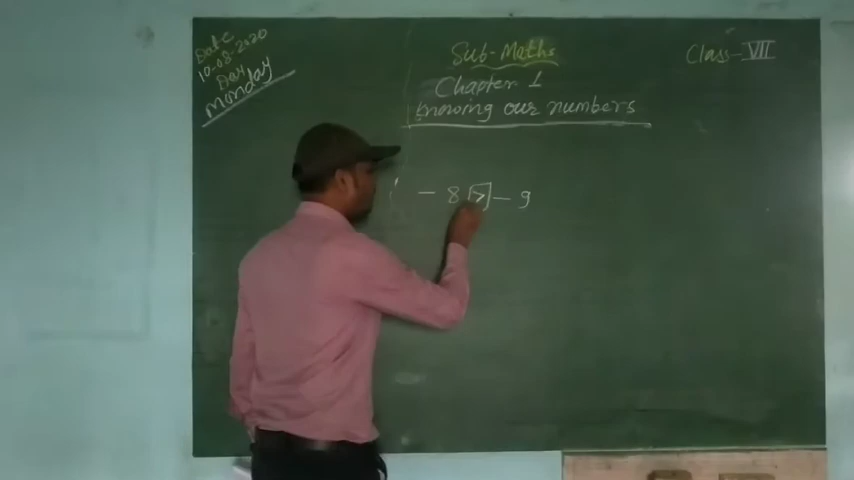 Date
10-08-2020
Day
Monday
Sub-Maths
Class-VII
Chapter 1
knowing our numbers
- 8 > - 9